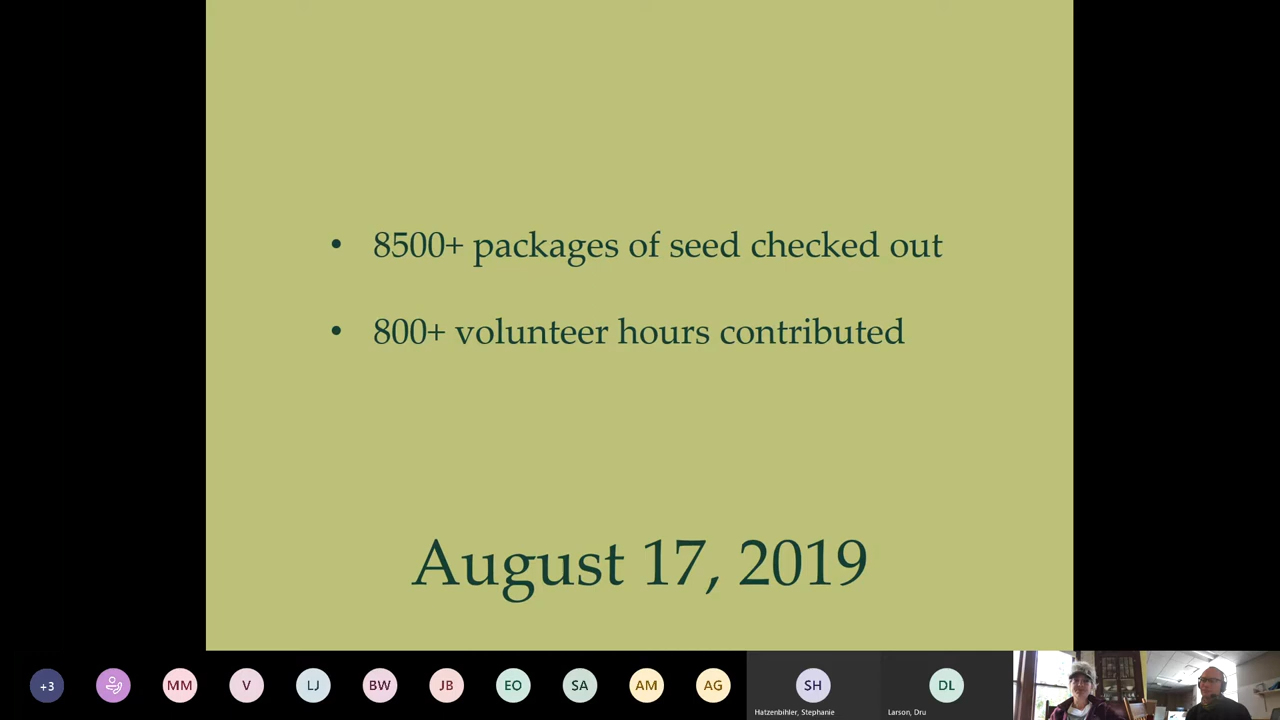 • 8500+ packages of seed checked out
• 800+ volunteer hours contributed
August 17, 2019
+3 MM V LJ BW JB EO SA AM AG SH DL
Hatzenbihler, Stephanie Larson, Dru